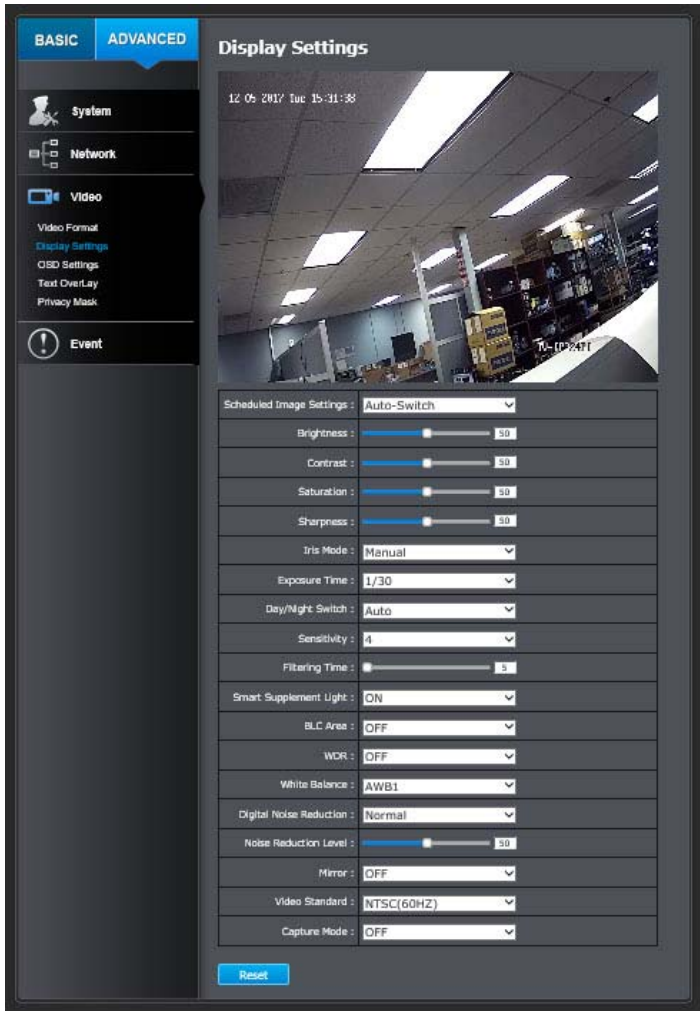 BASIC
ADVANCED
System
Network
Video
Video Format
Display Settings
OSD Settings
Text OverLay
Privacy Mask
Event
Display Settings
12-05-2017 Tue 15:31:38
Scheduled Image Settings : Auto-Switch
Brightness : 50
Contrast : 50
Saturation : 50
Sharpness : 50
Iris Mode : Manual
Exposure Time : 1/30
Day/Night Switch : Auto
Sensitivity : 4
Filtering Time : 5
Smart Supplement Light : ON
BLC Area : OFF
WDR : OFF
White Balance : AWB1
Digital Noise Reduction : Normal
Noise Reduction Level : 50
Mirror : OFF
Video Standard : NTSC(60HZ)
Capture Mode : OFF
Reset